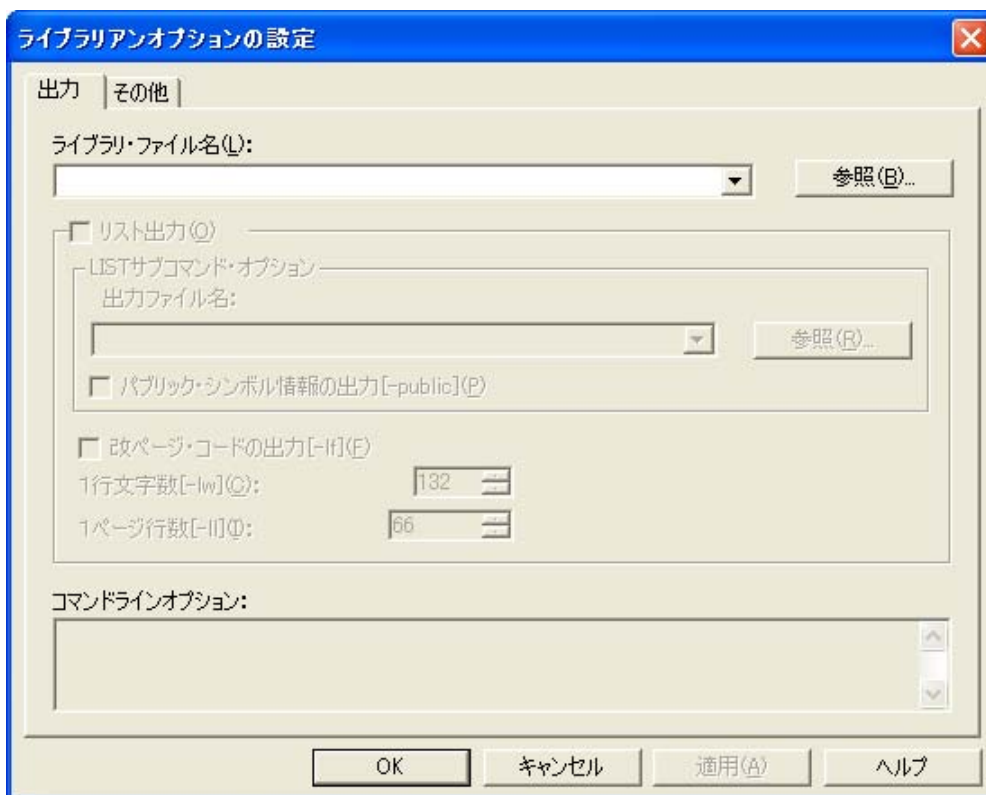 ライブラリアンオプションの設定
出力 その他
ライブラリ・ファイル名(L):
参照(B)...
リスト出力(O)
LISTサブコマンド・オプション
出力ファイル名:
参照(R)...
パブリック・シンボル情報の出力[-public](P)
改ページ・コードの出力[-lf](F)
1行文字数[-lw](C): 132
1ページ行数[-ll](I): 66
コマンドラインオプション:
OK キャンセル 適用(A) ヘルプ